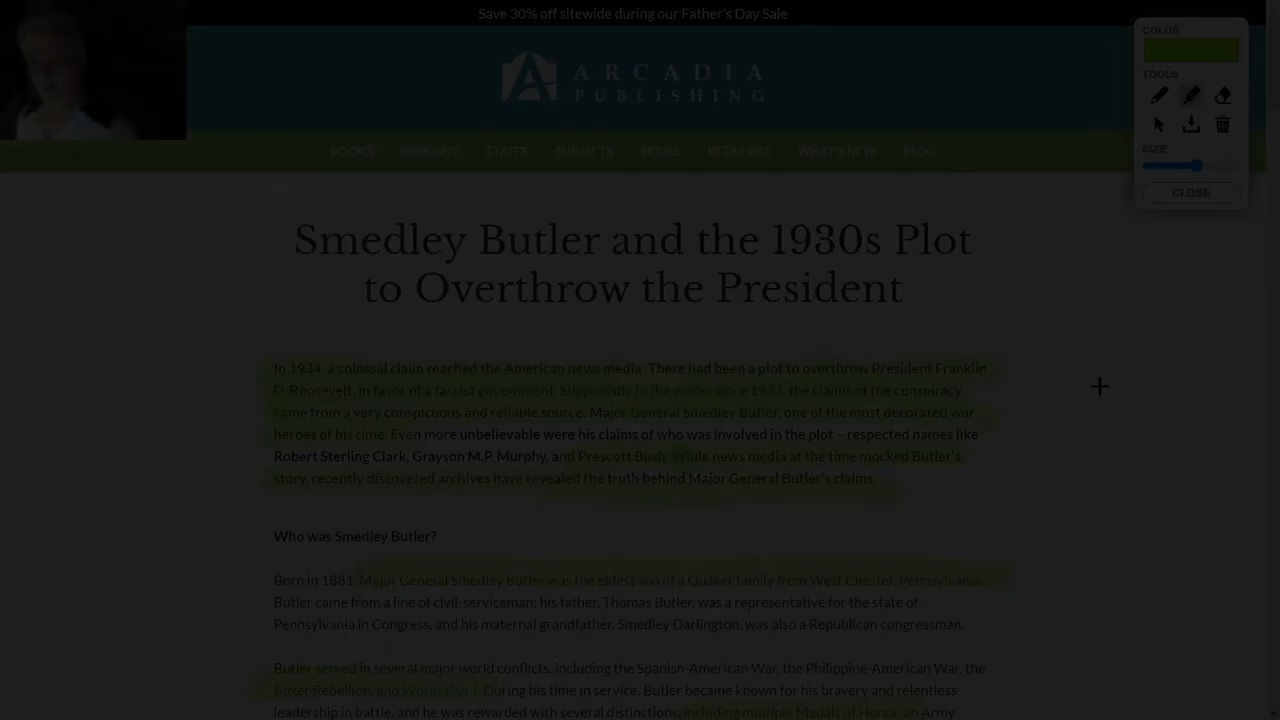 Save 30% off sitewide during our Father's Day Sale
COLOR
ARCADIA
PUBLISHING
TOOLS
BOOKS IMPRINTS STATES SUBJECTS SERIES RETAILERS WHAT'S NEW BLOG
SIZE
CLOSE
Smedley Butler and the 1930s Plot
to Overthrow the President
In 1934, a colossal claim reached the American news media: There had been a plot to overthrow President Franklin
D. Roosevelt, in favor of a fascist government. Supposedly in the works since 1933, the claims of the conspiracy
came from a very conspicuous and reliable source: Major General Smedley Butler, one of the most decorated war
heroes of his time. Even more unbelievable were his claims of who was involved in the plot – respected names like
Robert Sterling Clark, Grayson M.P. Murphy, and Prescott Bush. While news media at the time mocked Butler's
story, recently discovered archives have revealed the truth behind Major General Butler's claims.
Who was Smedley Butler?
Born in 1881, Major General Smedley Butler was the eldest son of a Quaker family from West Chester, Pennsylvania
Butler came from a line of civil-serviceman: his father, Thomas Butler, was a representative for the state of
Pennsylvania in Congress, and his maternal grandfather, Smedley Darlington, was also a Republican congressman.
Butler served in several major world conflicts, including the Spanish-American War, the Philippine-American War, the
Boxer Rebellion, and World War I. During his time in service, Butler became known for his bravery and relentless
leadership in battle, and he was rewarded with several distinctions, including multiple Medals of Honor, an Army